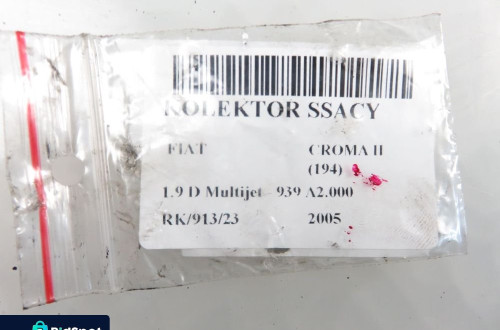 KOLEKTOR SSACY
FIAT CROMA II
(194)
1.9 D Multijet 939 A2.000
RK/913/23 2005